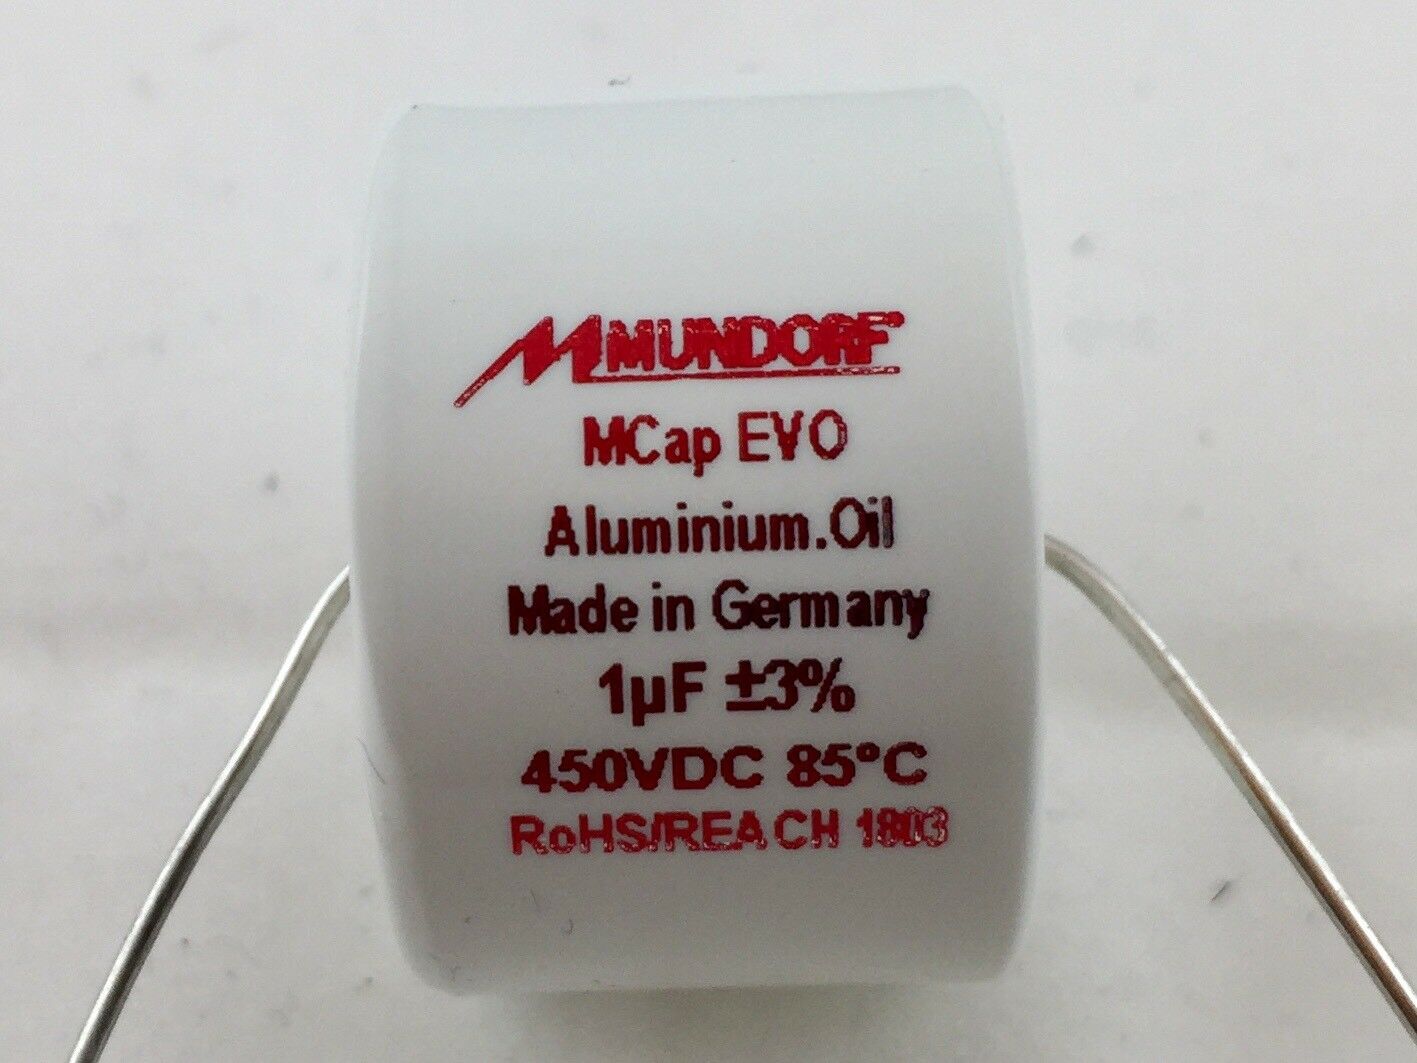 MUNDORF
MCap EVO
Aluminium.Oil
Made in Germany
1µF ±3%
450VDC 85°C
RoHS/REACH 1803